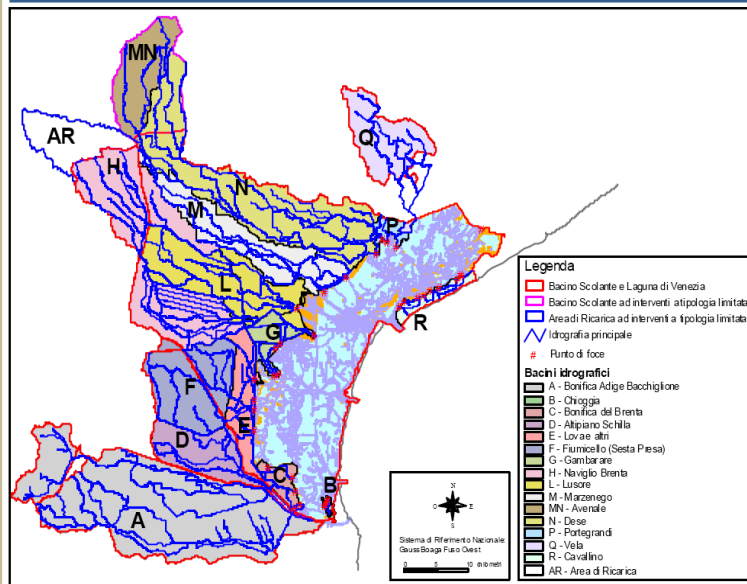 MN
AR
Q
H
N
M
P
L
R
G
F
E
D
C
B
A
Legenda
Bacino Scolante e Laguna di Venezia
Bacino Scolante ad interventi atipologia limitata
Area di Ricarica ad interventi a tipologia limitata
Idrografia principale
# Punto di foce
Bacini idrografici
A - Bonifica Adige Bacchiglione
B - Chioggia
C - Bonifica del Brenta
D - Altipiano Schilla
E - Lova e altri
F - Fiumicello (Sesta Presa)
G - Gambarare
H - Naviglio Brenta
L - Lusore
M - Marzenego
MN - Avenale
N - Dese
P - Portegrandi
Q - Vela
R - Cavallino
AR - Area di Ricarica
N
O E
S
Sistema di Riferimento Nazionale:
GaussBoaga Fuso Ovest
0 5 10 chilometri